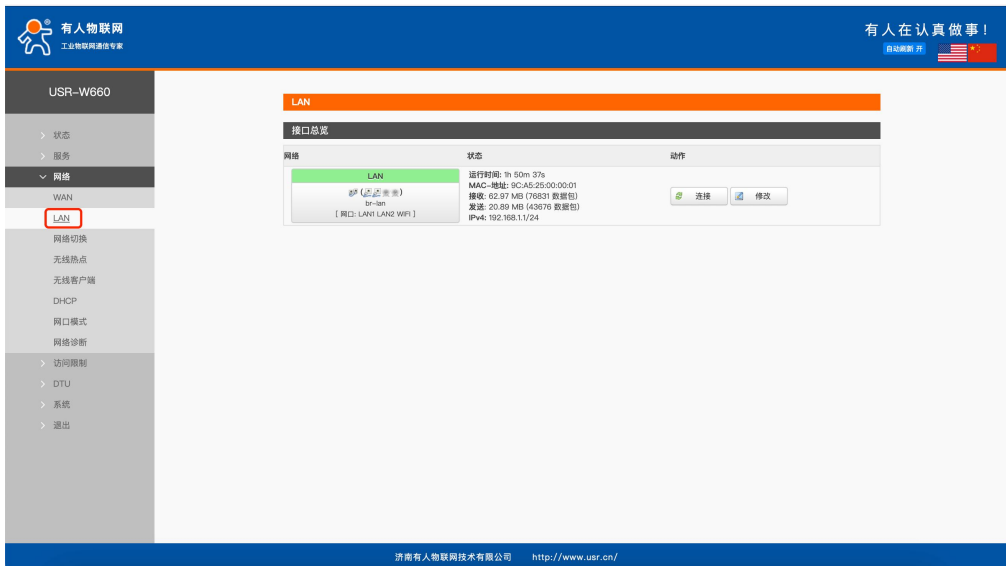 有人物联网
工业物联网通信专家
有人在认真做事!
自动刷新 开
USR-W660
状态
服务
网络
WAN
LAN
网络切换
无线热点
无线客户端
DHCP
网口模式
网络诊断
访问限制
DTU
系统
退出
LAN
接口总览
网络 状态 动作
LAN
br-lan
[ 网口: LAN1 LAN2 WIFI ]
运行时间: 1h 50m 37s
MAC-地址: 9C:A5:25:00:00:01
接收: 62.97 MB (76831 数据包)
发送: 20.89 MB (43676 数据包)
IPv4: 192.168.1.1/24
连接 修改
济南有人物联网技术有限公司 http://www.usr.cn/